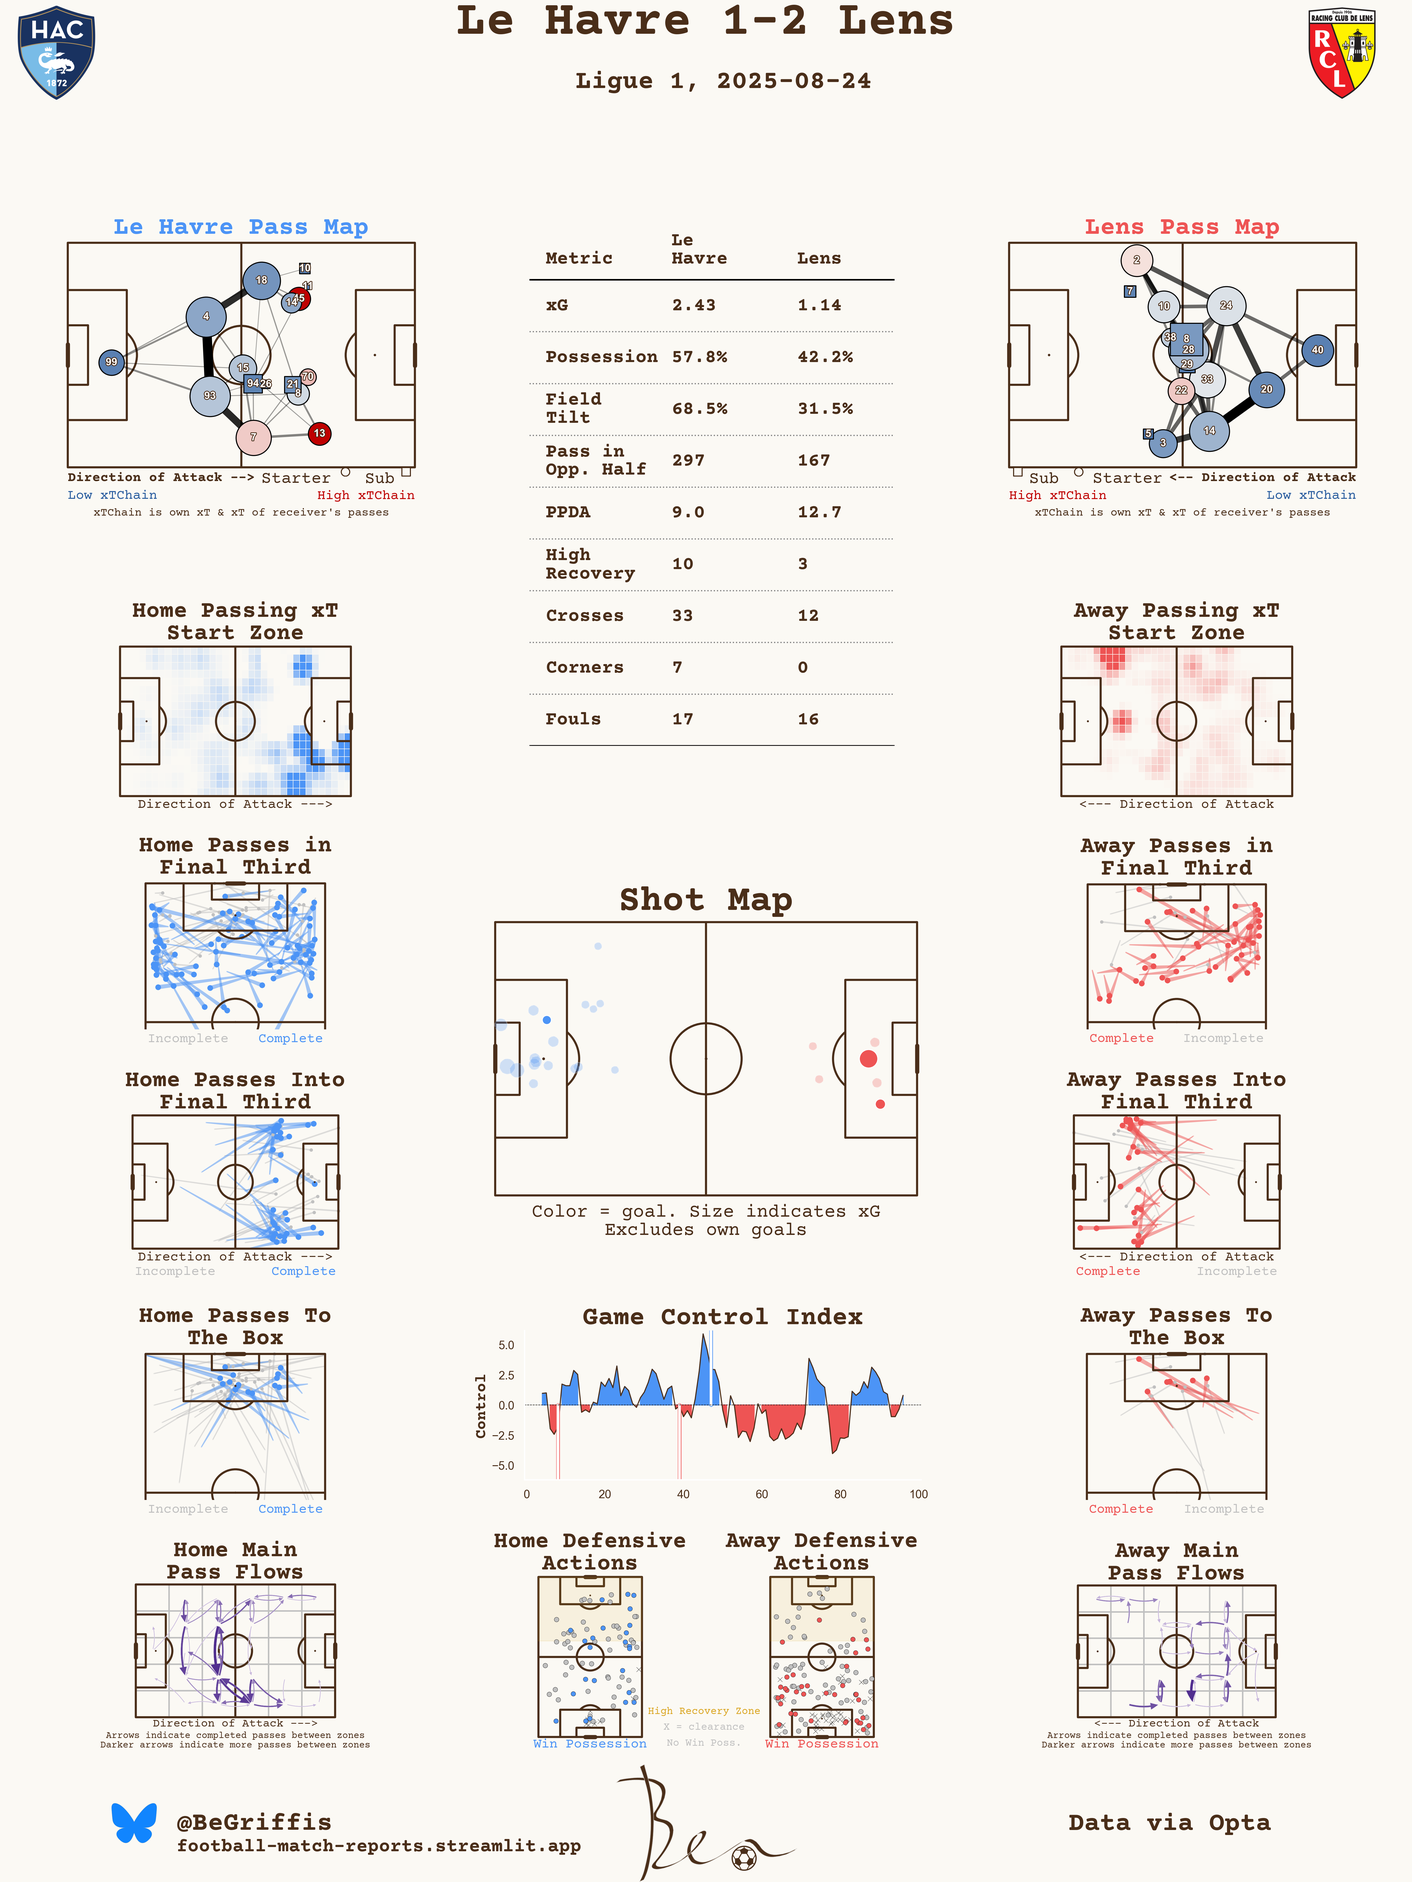 Le Havre 1-2 Lens
Ligue 1, 2025-08-24
HAC
1872
Depuis 1906
RACING CLUB DE LENS
R
C
L
Le Havre Pass Map
10
18
11
45
14
4
99
15
94
26
21
70
8
93
7
13
Direction of Attack --> Starter Sub
Low xTChain High xTChain
xTChain is own xT & xT of receiver's passes
Metric Le Havre Lens
xG 2.43 1.14
Possession 57.8% 42.2%
Field Tilt 68.5% 31.5%
Pass in Opp. Half 297 167
PPDA 9.0 12.7
High Recovery 10 3
Crosses 33 12
Corners 7 0
Fouls 17 16
Lens Pass Map
2
7
10
24
38
8
28
29
40
33
22
20
14
5
3
Sub Starter <-- Direction of Attack
High xTChain Low xTChain
xTChain is own xT & xT of receiver's passes
Home Passing xT
Start Zone
Direction of Attack --->
Away Passing xT
Start Zone
<--- Direction of Attack
Home Passes in
Final Third
Incomplete Complete
Away Passes in
Final Third
Complete Incomplete
Shot Map
Color = goal. Size indicates xG
Excludes own goals
Home Passes Into
Final Third
Direction of Attack --->
Incomplete Complete
Away Passes Into
Final Third
<--- Direction of Attack
Complete Incomplete
Home Passes To
The Box
Incomplete Complete
Game Control Index
Control
5.0
2.5
0.0
−2.5
−5.0
0 20 40 60 80 100
Away Passes To
The Box
Complete Incomplete
Home Main
Pass Flows
Direction of Attack --->
Arrows indicate completed passes between zones
Darker arrows indicate more passes between zones
Home Defensive
Actions
Win Possession
High Recovery Zone
X = clearance
No Win Poss.
Away Defensive
Actions
Win Possession
Away Main
Pass Flows
<--- Direction of Attack
Arrows indicate completed passes between zones
Darker arrows indicate more passes between zones
@BeGriffis
football-match-reports.streamlit.app
Ben
Data via Opta